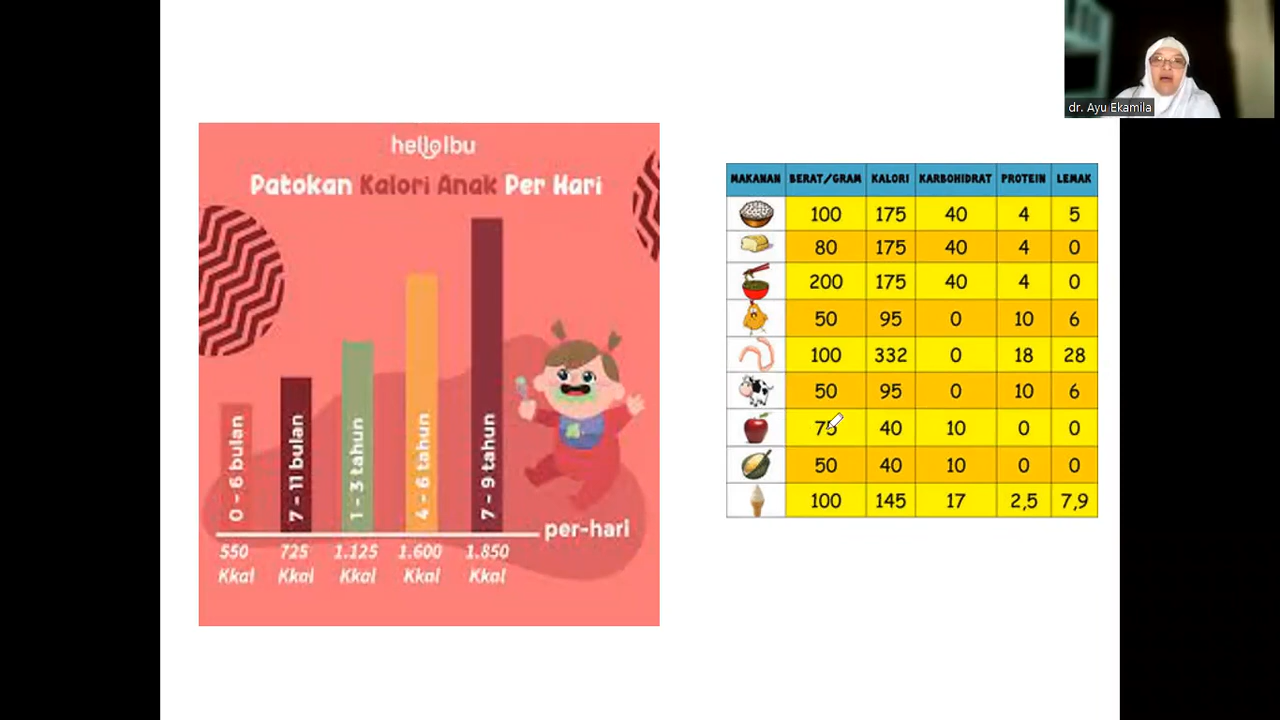 dr. Ayu Ekamila
helloIbu
Patokan Kalori Anak Per Hari
0 - 6 bulan
7 - 11 bulan
1 - 3 tahun
4 - 6 tahun
7 - 9 tahun
per-hari
550 725 1.125 1.600 1.850
Kkal Kkal Kkal Kkal Kkal
MAKANAN BERAT/GRAM KALORI KARBOHIDRAT PROTEIN LEMAK
100 175 40 4 5
80 175 40 4 0
200 175 40 4 0
50 95 0 10 6
100 332 0 18 28
50 95 0 10 6
75 40 10 0 0
50 40 10 0 0
100 145 17 2,5 7,9